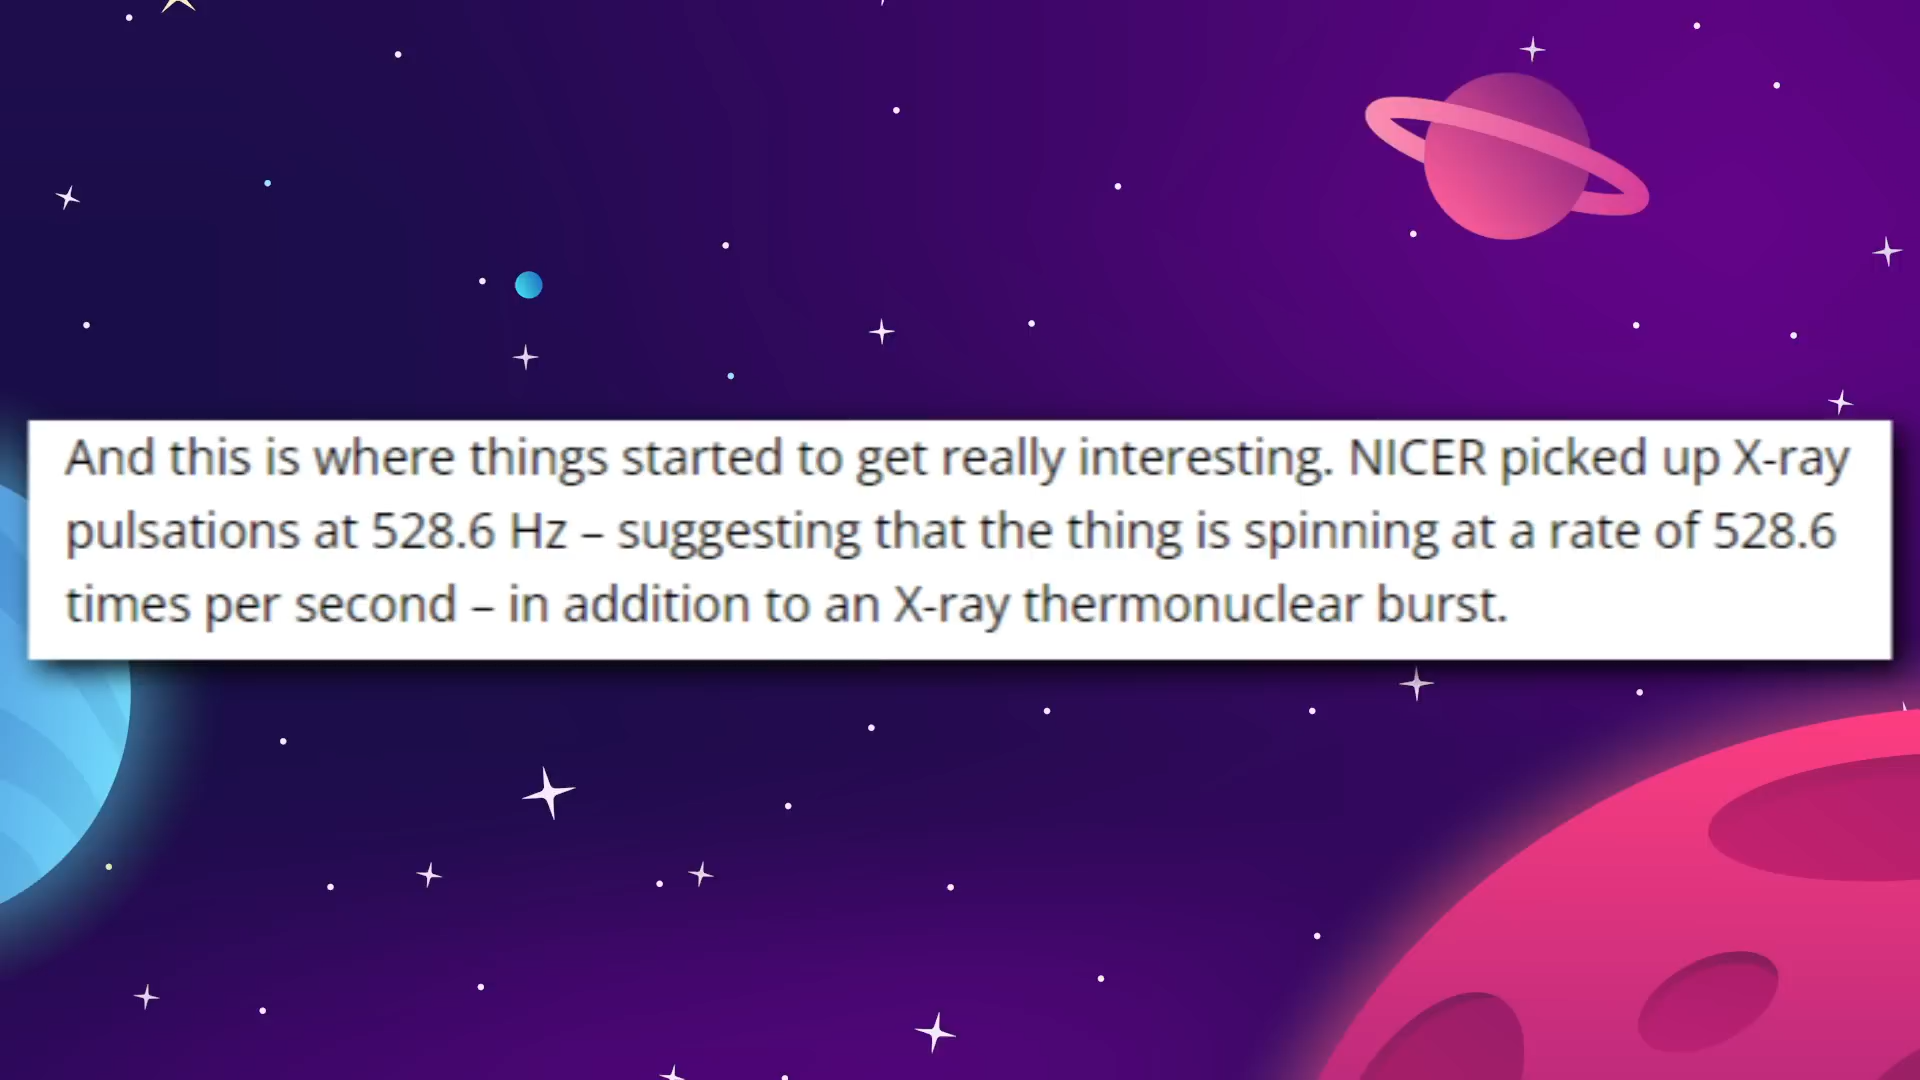 And this is where things started to get really interesting. NICER picked up X-ray
pulsations at 528.6 Hz – suggesting that the thing is spinning at a rate of 528.6
times per second – in addition to an X-ray thermonuclear burst.